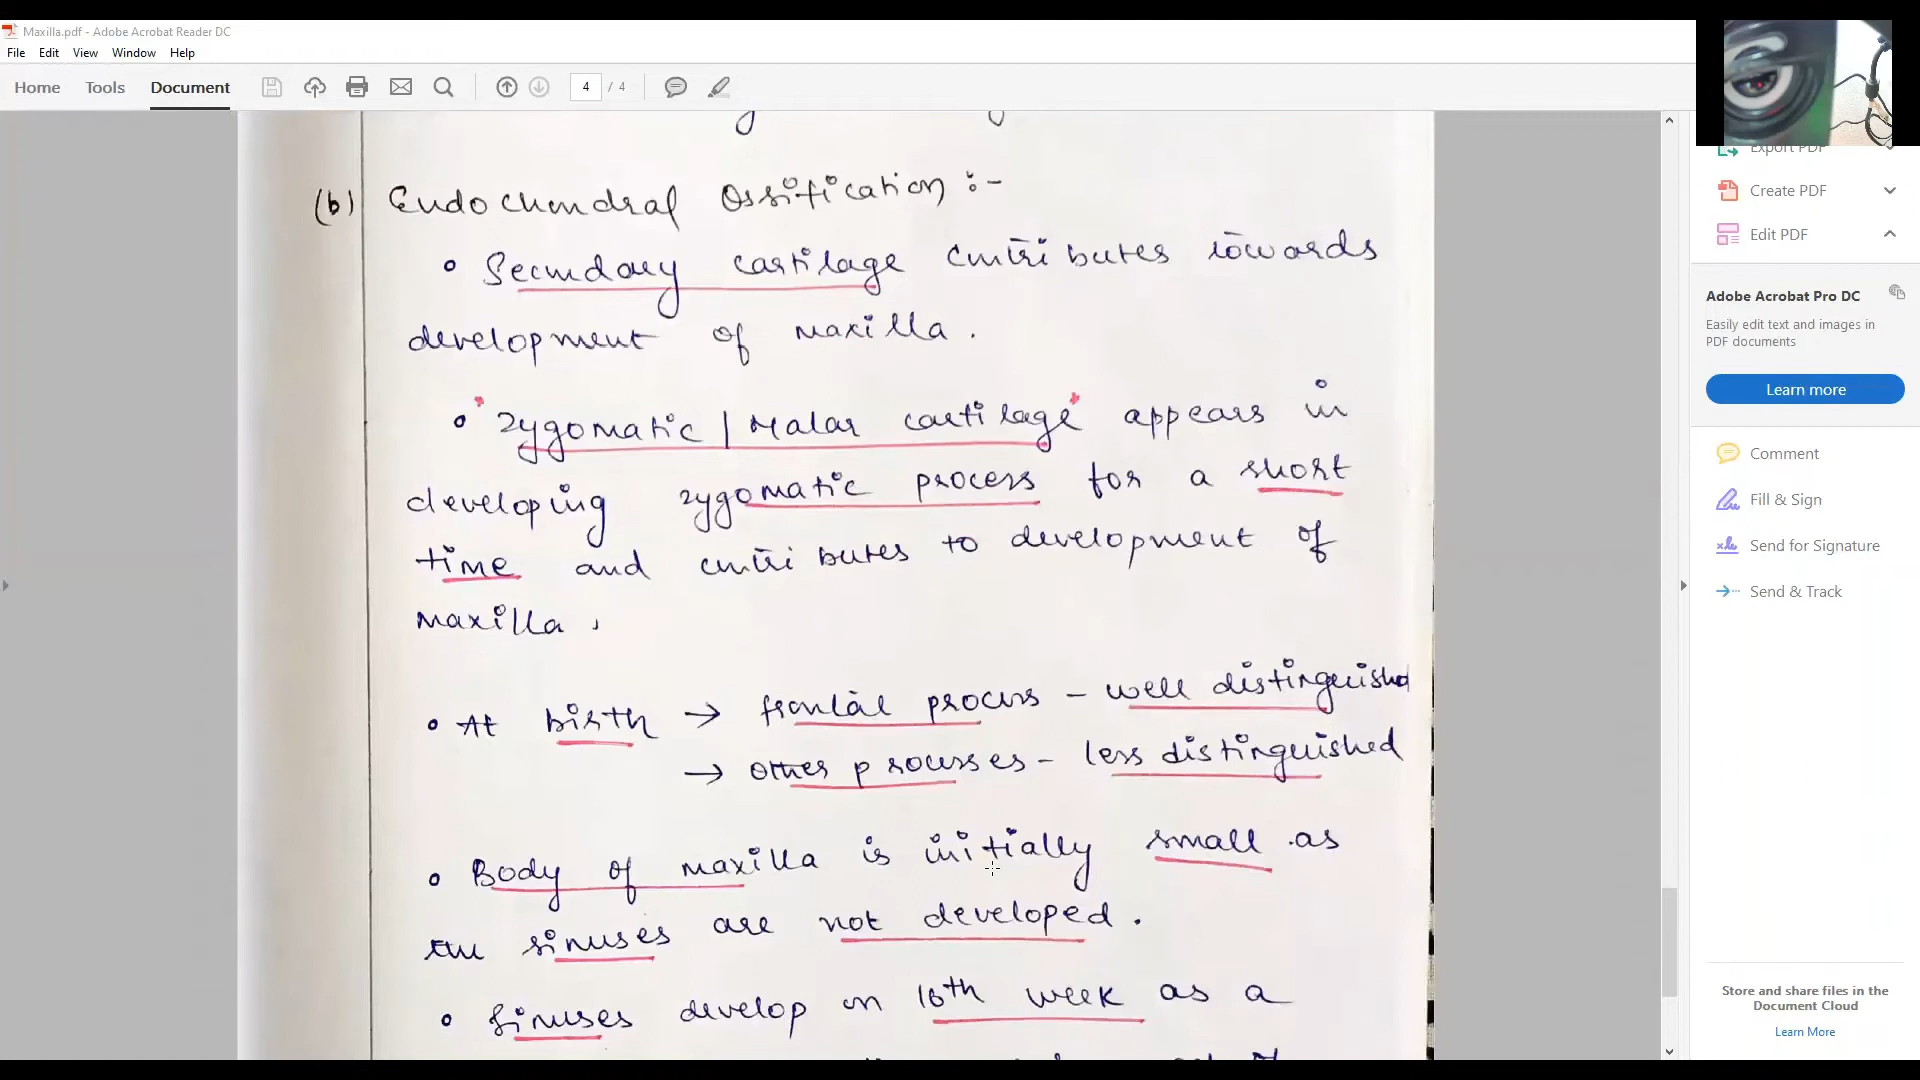 Maxilla.pdf - Adobe Acrobat Reader DC
File Edit View Window Help
Home Tools Document 4 / 4
(b) Endochondral Ossification :-
• Secondary cartilage contributes towards
development of maxilla.
• "Zygomatic / Malar cartilage" appears in
developing zygomatic process for a short
time and contributes to development of
maxilla.
• At birth → frontal process - well distinguished
→ other processes - less distinguished
• Body of maxilla is initially small as
the sinuses are not developed.
• Sinuses develop in 16th week as a
Export PDF
Create PDF
Edit PDF
Adobe Acrobat Pro DC
Easily edit text and images in
PDF documents
Learn more
Comment
Fill & Sign
Send for Signature
Send & Track
Store and share files in the
Document Cloud
Learn More